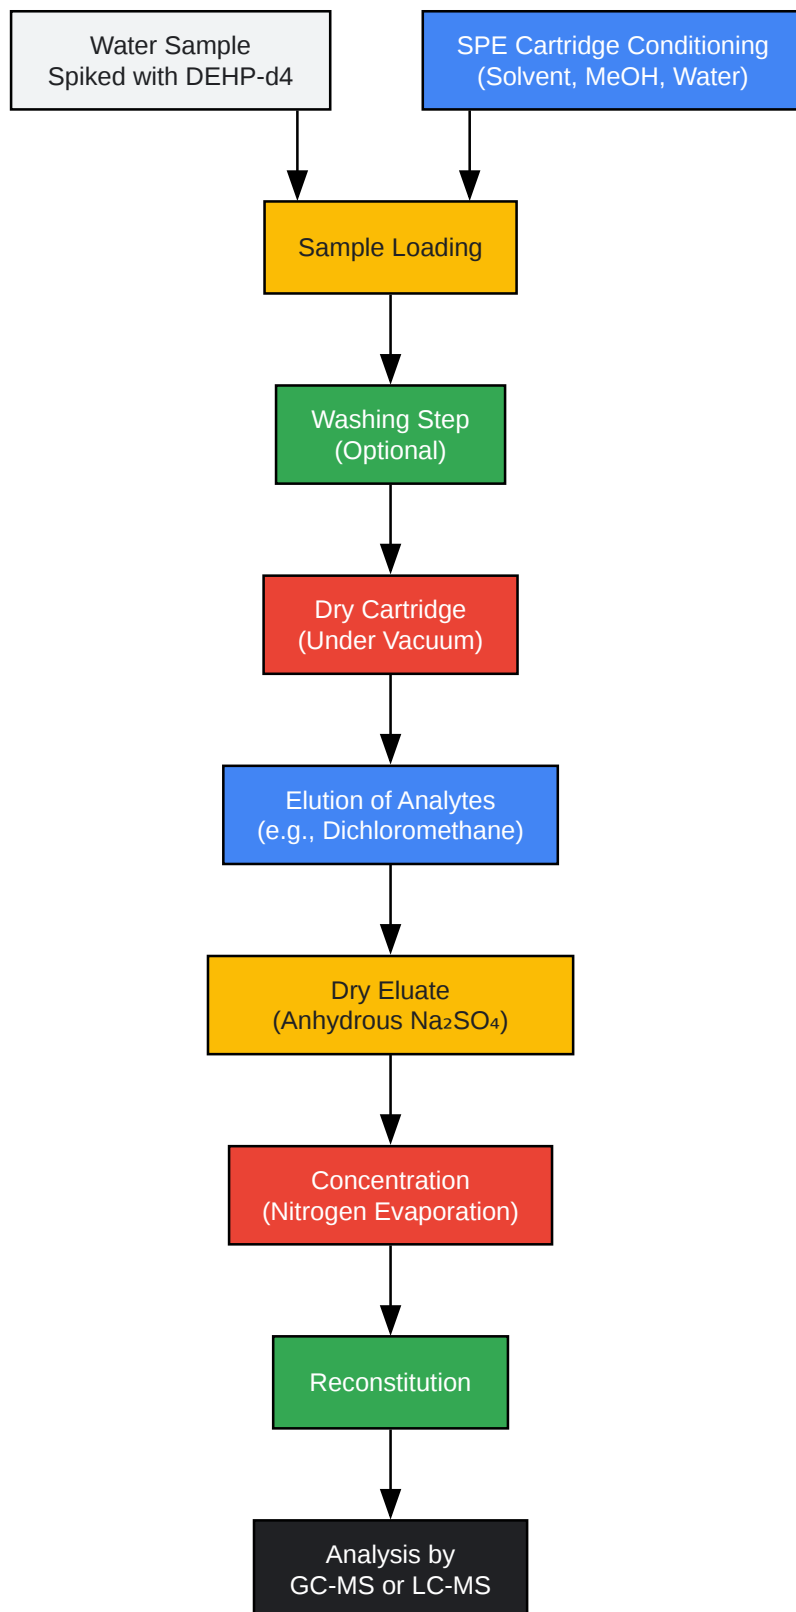 Water Sample
Spiked with DEHP-d4
SPE Cartridge Conditioning
(Solvent, MeOH, Water)
Sample Loading
Washing Step
(Optional)
Dry Cartridge
(Under Vacuum)
Elution of Analytes
(e.g., Dichloromethane)
Dry Eluate
(Anhydrous Na₂SO₄)
Concentration
(Nitrogen Evaporation)
Reconstitution
Analysis by
GC-MS or LC-MS